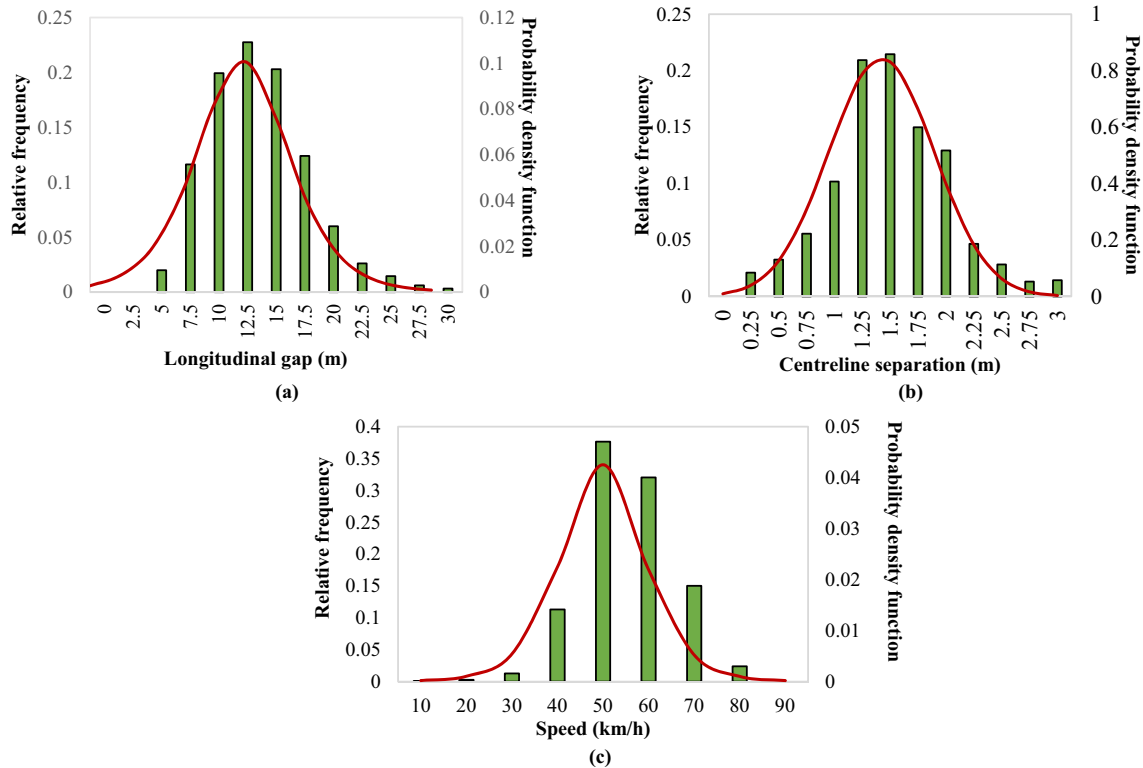 0.25
0.2
0.15
0.1
0.05
0
Relative frequency
0.12
0.1
0.08
0.06
0.04
0.02
0
Probability density function
0 2.5 5 7.5 10 12.5 15 17.5 20 22.5 25 27.5 30
Longitudinal gap (m)
(a)
0.25
0.2
0.15
0.1
0.05
0
Relative frequency
1
0.8
0.6
0.4
0.2
0
Probability density function
0 0.25 0.5 0.75 1 1.25 1.5 1.75 2 2.25 2.5 2.75 3
Centreline separation (m)
(b)
0.4
0.35
0.3
0.25
0.2
0.15
0.1
0.05
0
Relative frequency
0.05
0.04
0.03
0.02
0.01
0
Probability density function
10 20 30 40 50 60 70 80 90
Speed (km/h)
(c)